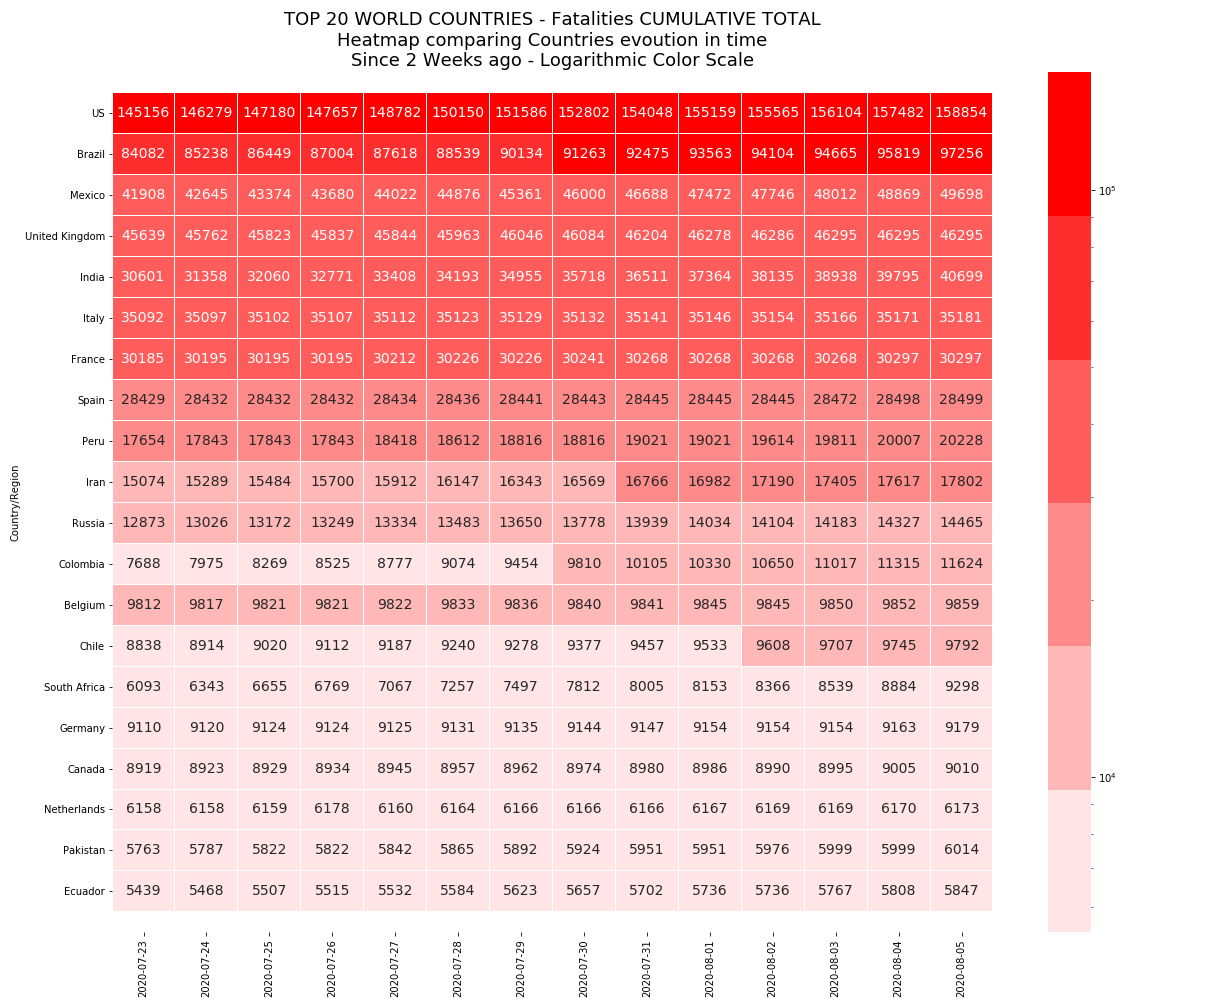 TOP 20 WORLD COUNTRIES - Fatalities CUMULATIVE TOTAL
Heatmap comparing Countries evoution in time
Since 2 Weeks ago - Logarithmic Color Scale
US 145156 146279 147180 147657 148782 150150 151586 152802 154048 155159 155565 156104 157482 158854
Brazil 84082 85238 86449 87004 87618 88539 90134 91263 92475 93563 94104 94665 95819 97256
Mexico 41908 42645 43374 43680 44022 44876 45361 46000 46688 47472 47746 48012 48869 49698
United Kingdom 45639 45762 45823 45837 45844 45963 46046 46084 46204 46278 46286 46295 46295 46295
India 30601 31358 32060 32771 33408 34193 34955 35718 36511 37364 38135 38938 39795 40699
Italy 35092 35097 35102 35107 35112 35123 35129 35132 35141 35146 35154 35166 35171 35181
France 30185 30195 30195 30195 30212 30226 30226 30241 30268 30268 30268 30268 30297 30297
Spain 28429 28432 28432 28432 28434 28436 28441 28443 28445 28445 28445 28472 28498 28499
Peru 17654 17843 17843 17843 18418 18612 18816 18816 19021 19021 19614 19811 20007 20228
Iran 15074 15289 15484 15700 15912 16147 16343 16569 16766 16982 17190 17405 17617 17802
Russia 12873 13026 13172 13249 13334 13483 13650 13778 13939 14034 14104 14183 14327 14465
Colombia 7688 7975 8269 8525 8777 9074 9454 9810 10105 10330 10650 11017 11315 11624
Belgium 9812 9817 9821 9821 9822 9833 9836 9840 9841 9845 9845 9850 9852 9859
Chile 8838 8914 9020 9112 9187 9240 9278 9377 9457 9533 9608 9707 9745 9792
South Africa 6093 6343 6655 6769 7067 7257 7497 7812 8005 8153 8366 8539 8884 9298
Germany 9110 9120 9124 9124 9125 9131 9135 9144 9147 9154 9154 9154 9163 9179
Canada 8919 8923 8929 8934 8945 8957 8962 8974 8980 8986 8990 8995 9005 9010
Netherlands 6158 6158 6159 6178 6160 6164 6166 6166 6166 6167 6169 6169 6170 6173
Pakistan 5763 5787 5822 5822 5842 5865 5892 5924 5951 5951 5976 5999 5999 6014
Ecuador 5439 5468 5507 5515 5532 5584 5623 5657 5702 5736 5736 5767 5808 5847
2020-07-23 2020-07-24 2020-07-25 2020-07-26 2020-07-27 2020-07-28 2020-07-29 2020-07-30 2020-07-31 2020-08-01 2020-08-02 2020-08-03 2020-08-04 2020-08-05
Country/Region
10⁵
10⁴